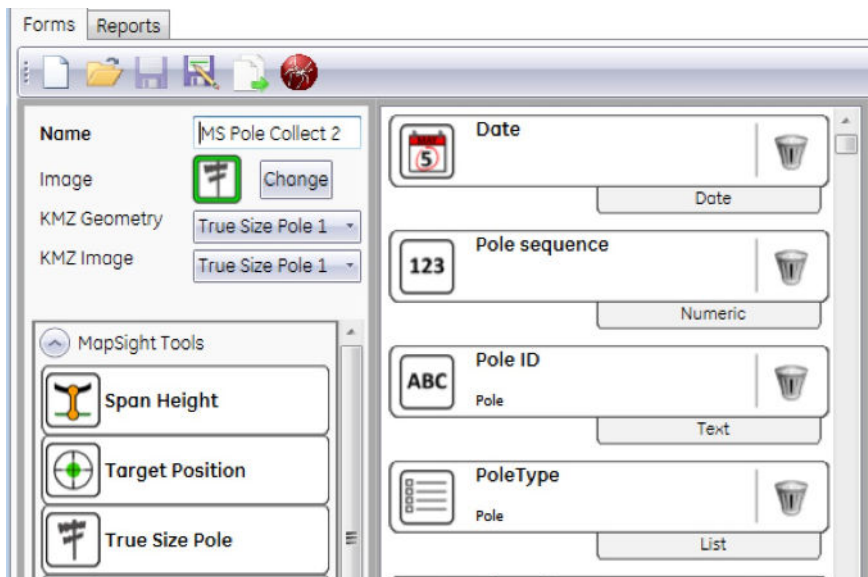 Forms Reports
Name MS Pole Collect 2
Image Change
KMZ Geometry True Size Pole 1
KMZ Image True Size Pole 1
MapSight Tools
Span Height
Target Position
True Size Pole
MAY
5
Date
Date
123
Pole sequence
Numeric
ABC
Pole ID
Pole
Text
PoleType
Pole
List